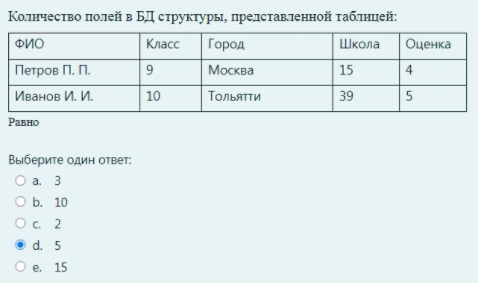 Количество полей в БД структуры, представленной таблицей:
ФИО Класс Город Школа Оценка
Петров П. П. 9 Москва 15 4
Иванов И. И. 10 Тольятти 39 5
Равно
Выберите один ответ:
a. 3
b. 10
c. 2
d. 5
e. 15